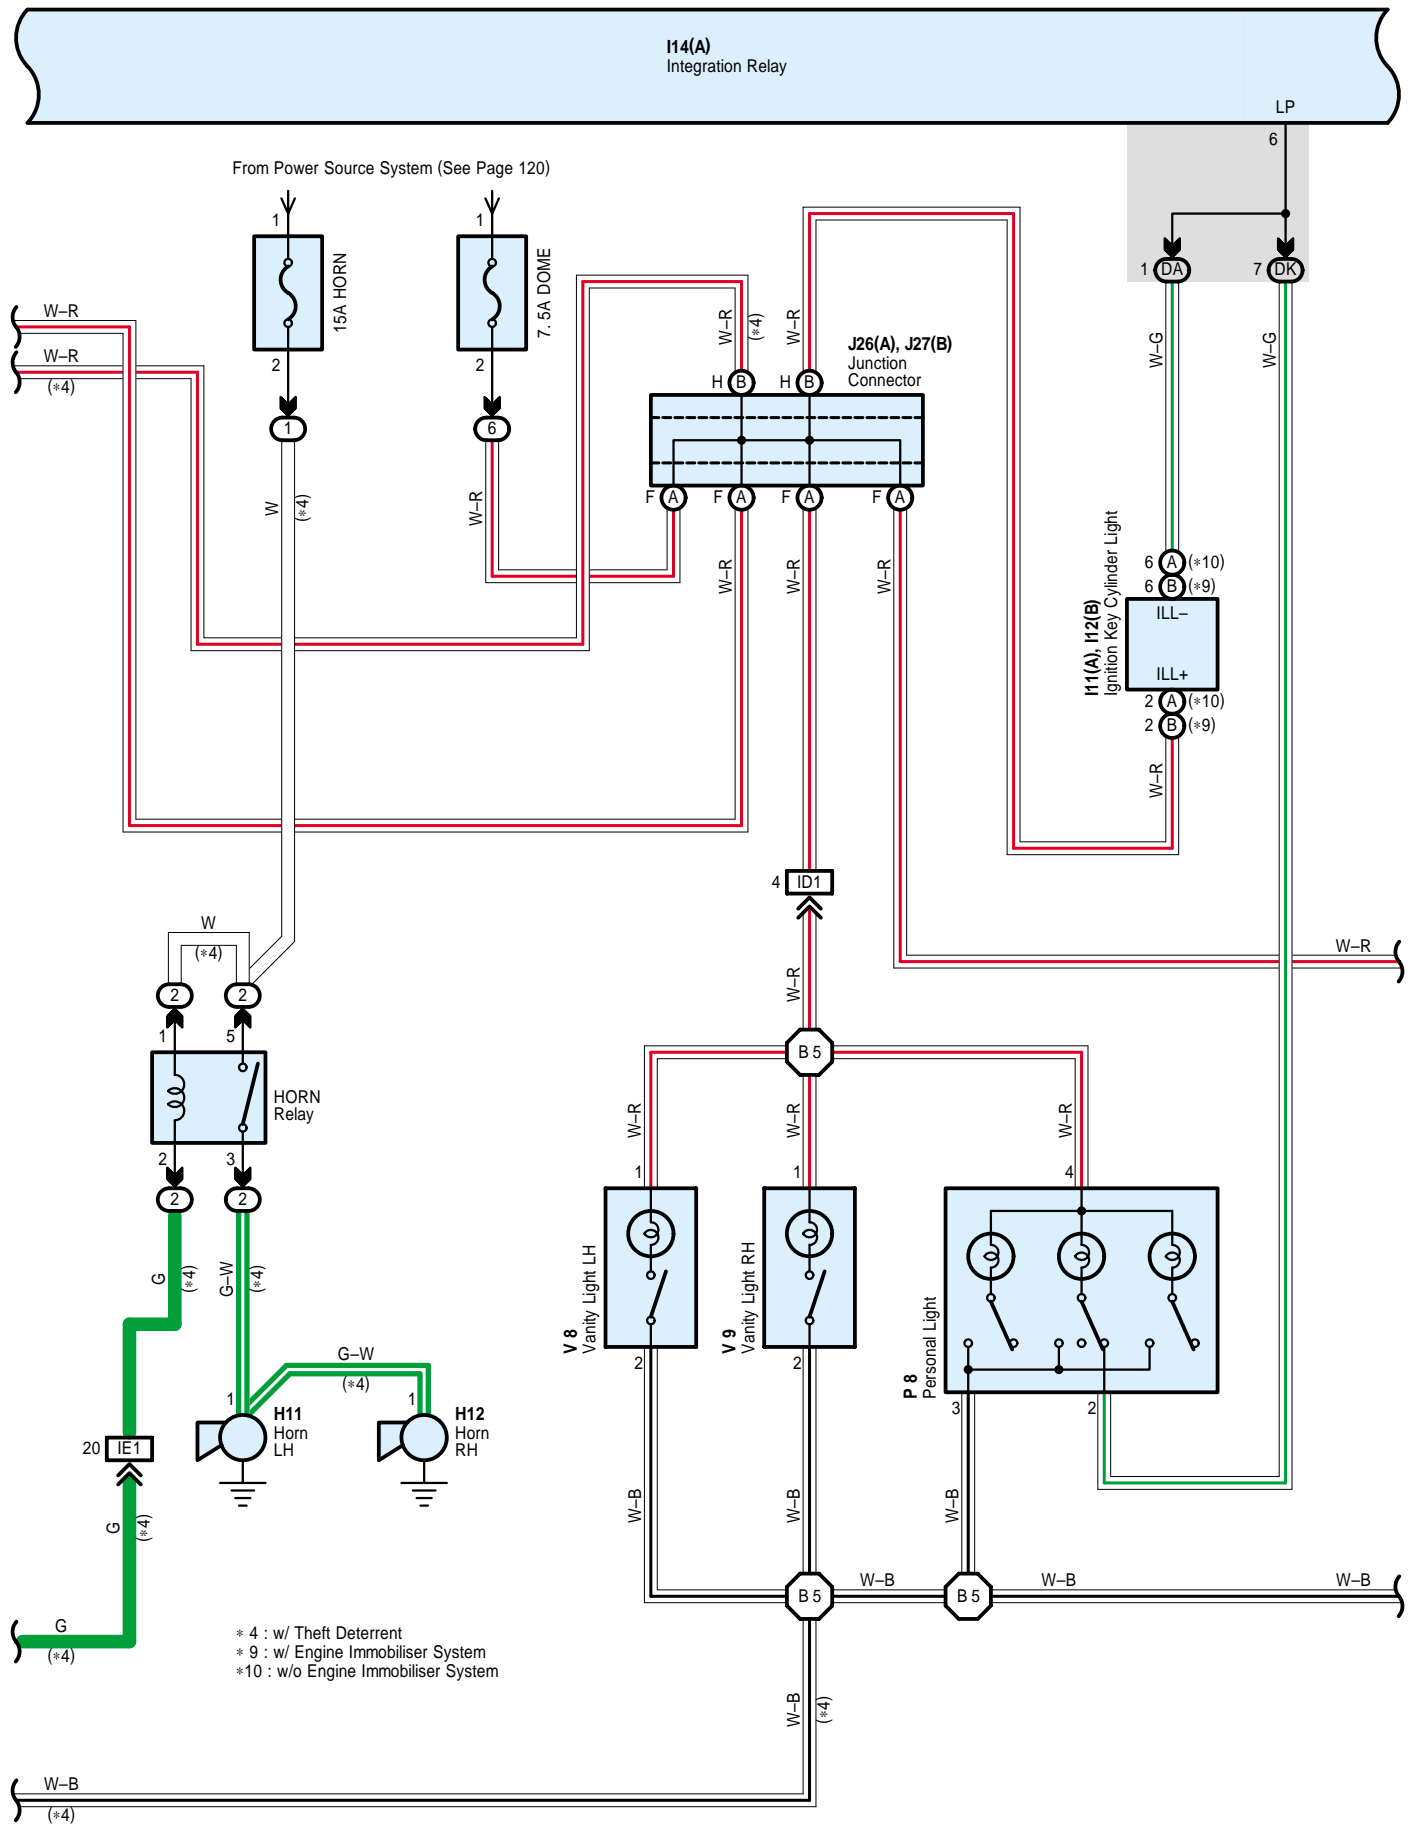 I14(A)
Integration Relay
LP
6
From Power Source System (See Page 120)
1
1
15A HORN
7. 5A DOME
2
2
1
6
1 DA
7 DK
W–R
W–R
(∗4)
W–R
(∗4)
W–R
J26(A), J27(B)
Junction
Connector
H B
H B
F A
F A
F A
F A
W–G
W–G
W
(∗4)
W–R
W–R
W–R
W–R
6 A (∗10)
6 B (∗9)
ILL–
ILL+
I11(A), I12(B)
Ignition Key Cylinder Light
2 A (∗10)
2 B (∗9)
W–R
4 ID1
W
(∗4)
W–R
W–R
2
2
1
5
HORN
Relay
2
3
2
2
B 5
W–R
W–R
W–R
1
1
4
V 8
Vanity Light LH
V 9
Vanity Light RH
P 8
Personal Light
2
2
3
2
G
(∗4)
G–W
(∗4)
G–W
(∗4)
1
1
H11
Horn
LH
H12
Horn
RH
20 IE1
G
(∗4)
W–B
W–B
W–B
B 5
W–B
B 5
W–B
W–B
G
(∗4)
∗ 4 : w/ Theft Deterrent
∗ 9 : w/ Engine Immobiliser System
∗10 : w/o Engine Immobiliser System
W–B
(∗4)
W–B
(∗4)